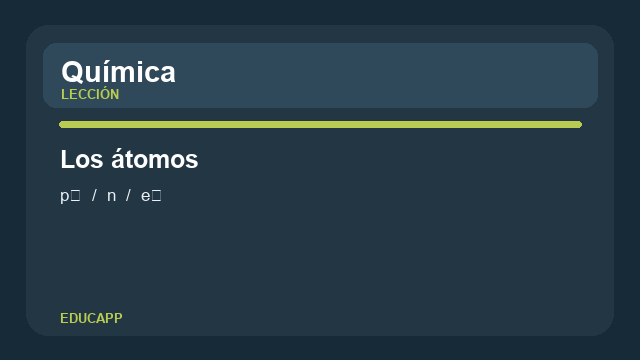 Química
LECCIÓN
Los átomos
p□ / n / e□
EDUCAPP